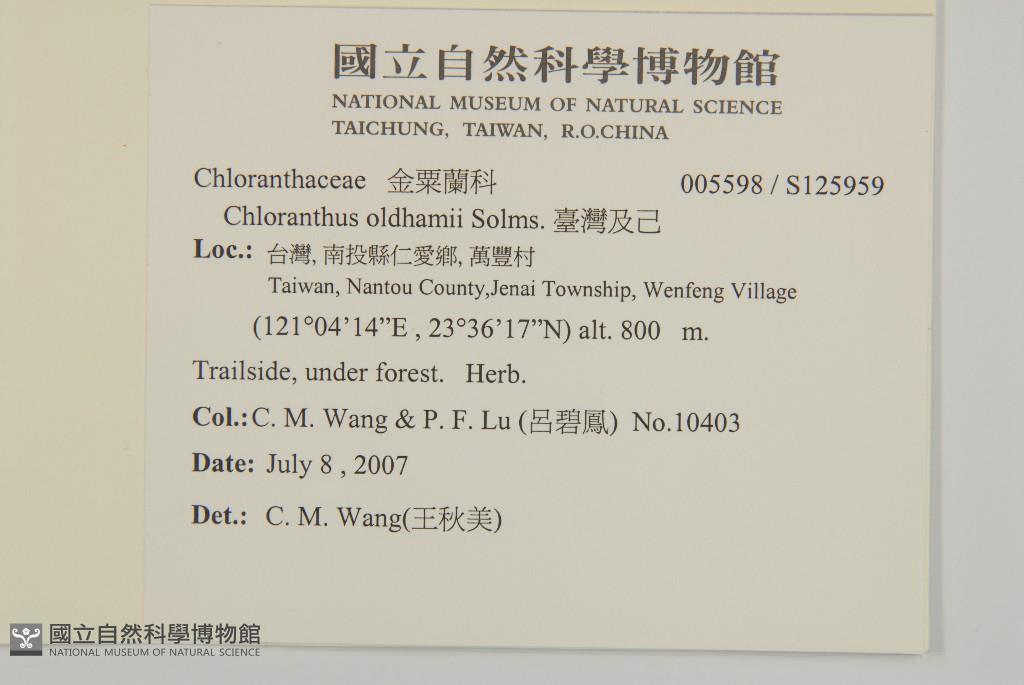 國立自然科學博物館
NATIONAL MUSEUM OF NATURAL SCIENCE
TAICHUNG, TAIWAN, R.O.CHINA
Chloranthaceae 金粟蘭科 005598 / S125959
Chloranthus oldhamii Solms. 臺灣及己
Loc.: 台灣, 南投縣仁愛鄉, 萬豐村
Taiwan, Nantou County,Jenai Township, Wenfeng Village
(121°04’14”E , 23°36’17”N) alt. 800 m.
Trailside, under forest. Herb.
Col.: C. M. Wang & P. F. Lu (呂碧鳳) No.10403
Date: July 8 , 2007
Det.: C. M. Wang(王秋美)
國立自然科學博物館
NATIONAL MUSEUM OF NATURAL SCIENCE